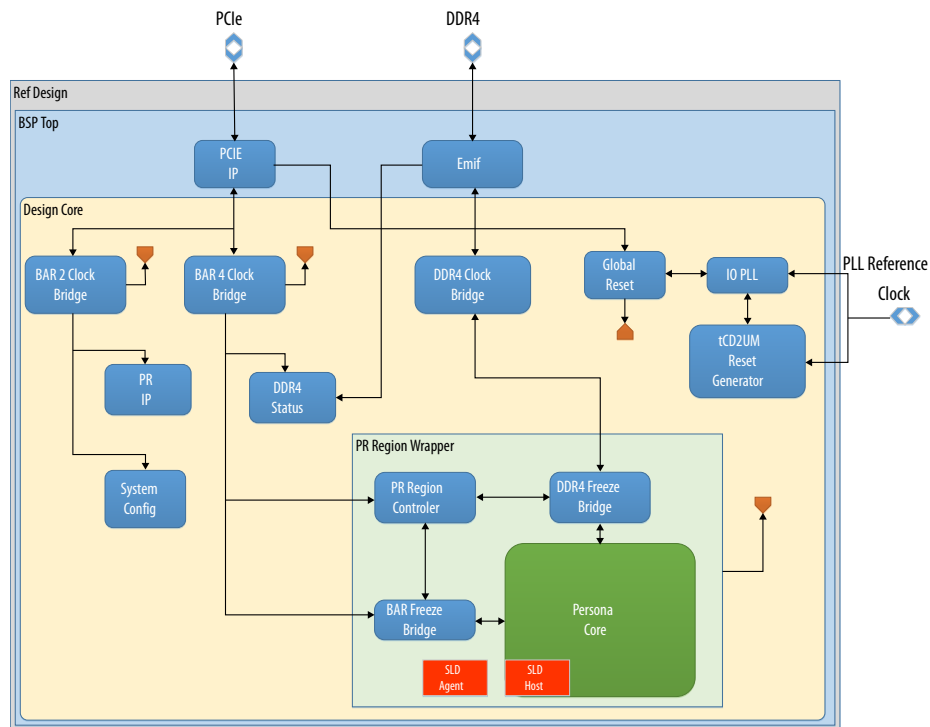 PCIe
DDR4
Ref Design
BSP Top
PCIE
IP
Emif
Design Core
BAR 2 Clock
Bridge
BAR 4 Clock
Bridge
DDR4 Clock
Bridge
Global
Reset
IO PLL
PLL Reference
Clock
tCD2UM
Reset
Generator
PR
IP
DDR4
Status
PR Region Wrapper
System
Config
PR Region
Controler
DDR4 Freeze
Bridge
BAR Freeze
Bridge
Persona
Core
SLD
Agent
SLD
Host